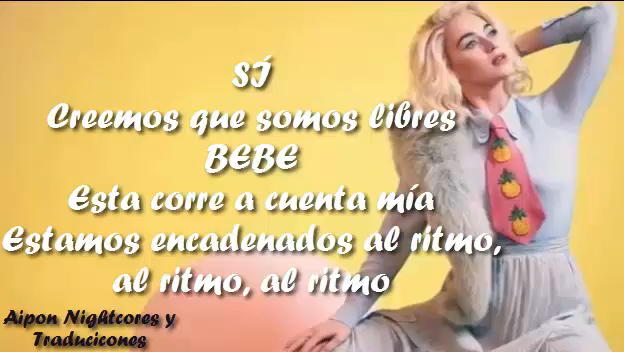 SÍ
Creemos que somos libres
BEBE
Esta corre a cuenta mía
Estamos encadenados al ritmo,
al ritmo, al ritmo
Aipon Nightcores y
Traducicones